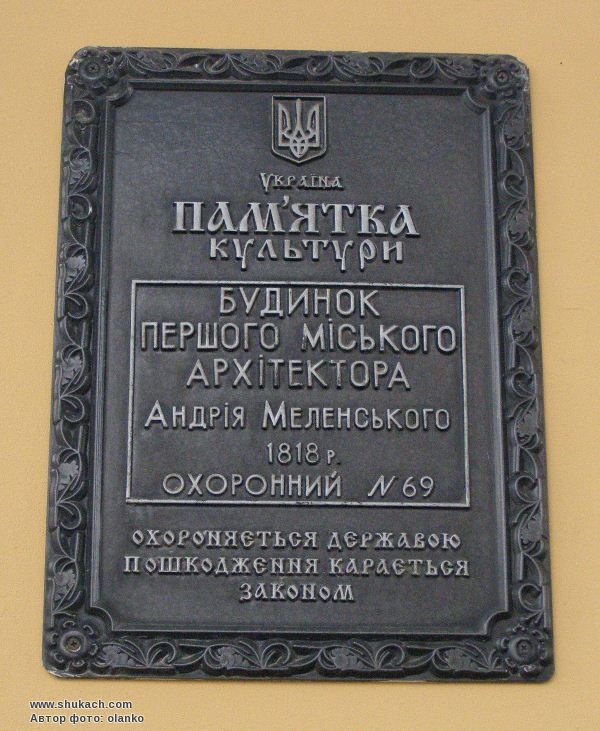 Україна
ПАМ'ЯТКА
КУЛЬТУРИ
БУДИНОК
ПЕРШОГО МІСЬКОГО
АРХІТЕКТОРА
АНДРІЯ МЕЛЕНСЬКОГО
1818 Р.
ОХОРОННИЙ N 69
ОХОРОНЯЄТЬСЯ ДЕРЖАВОЮ
ПОШКОДЖЕННЯ КАРАЄТЬСЯ
ЗАКОНОМ
www.shukach.com
Автор фото: olanko